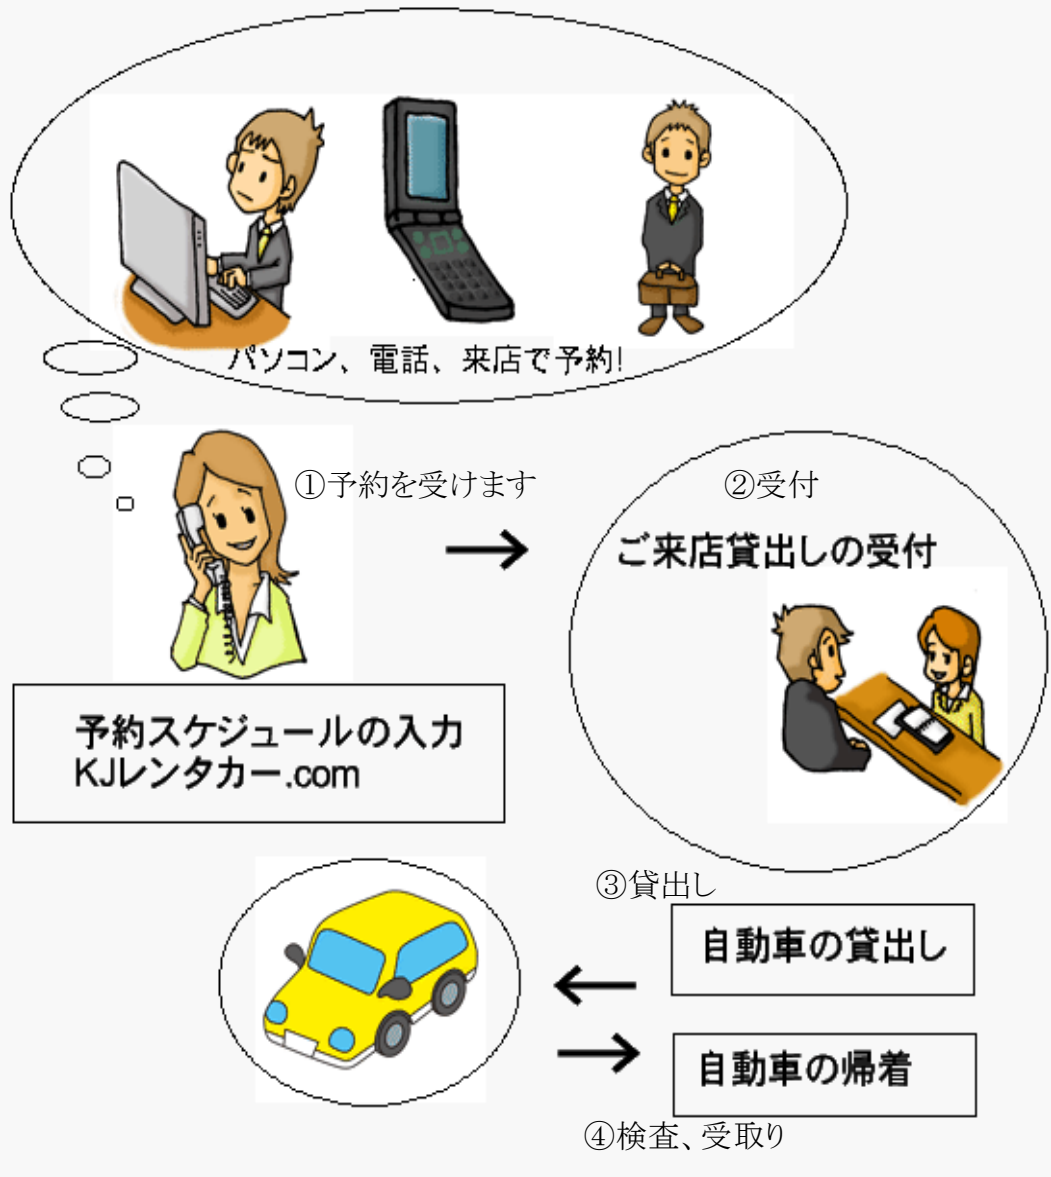 パソコン、電話、来店で予約!
①予約を受けます
②受付
ご来店貸出しの受付
予約スケジュールの入力
KJレンタカー.com
③貸出し
自動車の貸出し
自動車の帰着
④検査、受取り